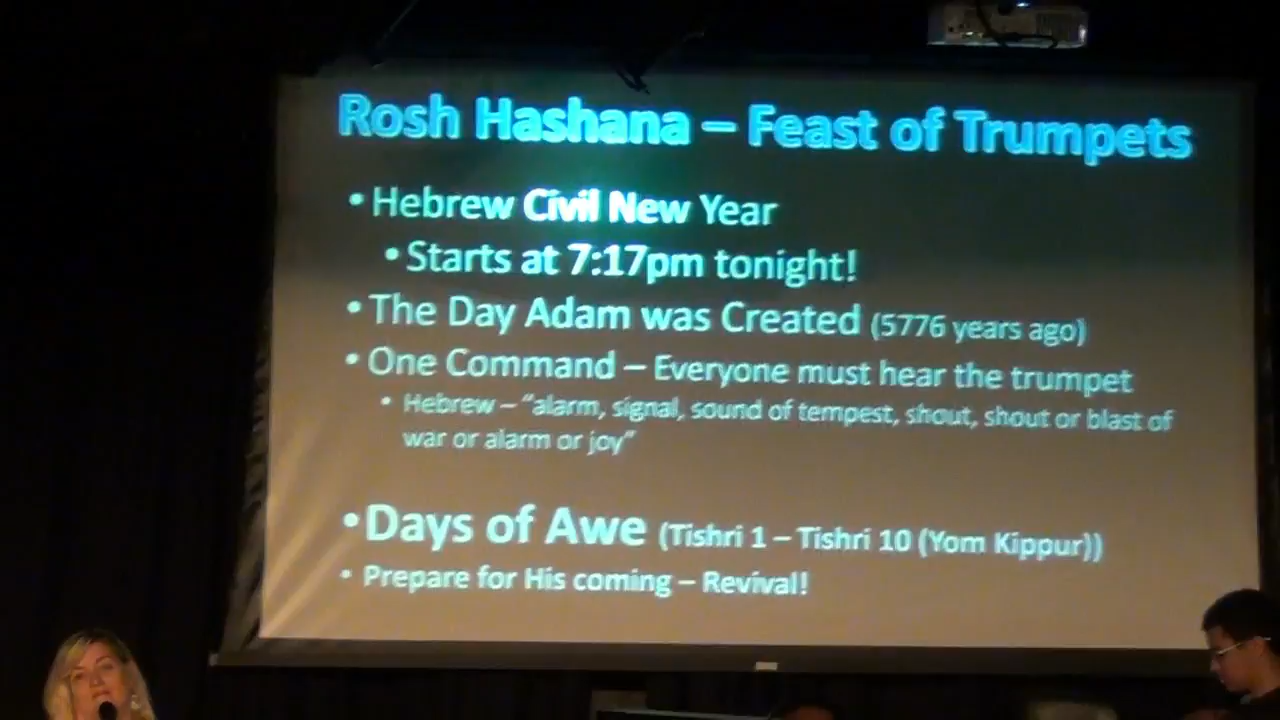 Rosh Hashana – Feast of Trumpets
• Hebrew Civil New Year
• Starts at 7:17pm tonight!
• The Day Adam was Created (5776 years ago)
• One Command – Everyone must hear the trumpet
• Hebrew – “alarm, signal, sound of tempest, shout, shout or blast of
war or alarm or joy”
• Days of Awe (Tishri 1 – Tishri 10 (Yom Kippur))
• Prepare for His coming – Revival!